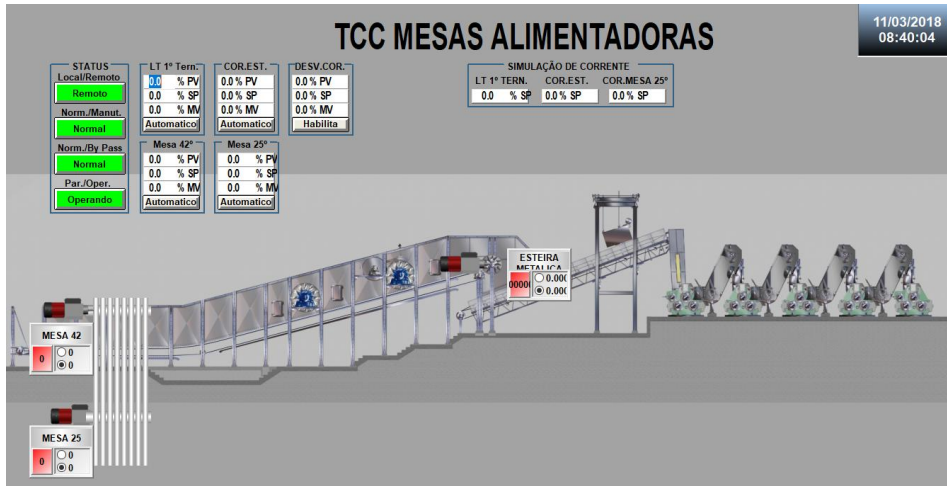 TCC MESAS ALIMENTADORAS
11/03/2018
08:40:04
STATUS
Local/Remoto
Remoto
Norm./Manut.
Normal
Norm./By Pass
Normal
Par./Oper.
Operando
LT 1º Tern.
0.0 % PV
0.0 % SP
0.0 % MV
Automatico
COR.EST.
0.0 % PV
0.0 % SP
0.0 % MV
Automatico
DESV.COR.
0.0 % PV
0.0 % SP
0.0 % MV
Habilita
Mesa 42º
0.0 % PV
0.0 % SP
0.0 % MV
Automatico
Mesa 25º
0.0 % PV
0.0 % SP
0.0 % MV
Automatico
SIMULAÇÃO DE CORRENTE
LT 1º TERN. COR.EST. COR.MESA 25º
0.0 % SP 0.0 % SP 0.0 % SP
ESTEIRA
METALICA
0000 0.00
0.00
MESA 42
0 0
0
MESA 25
0 0
0